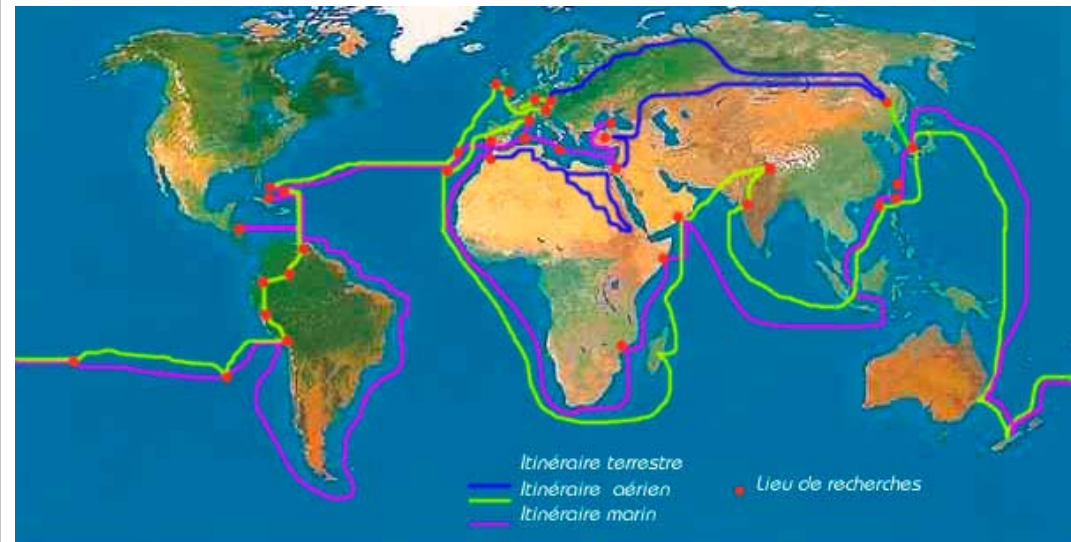 Itinéraire terrestre
Itinéraire aérien
Itinéraire marin
Lieu de recherches